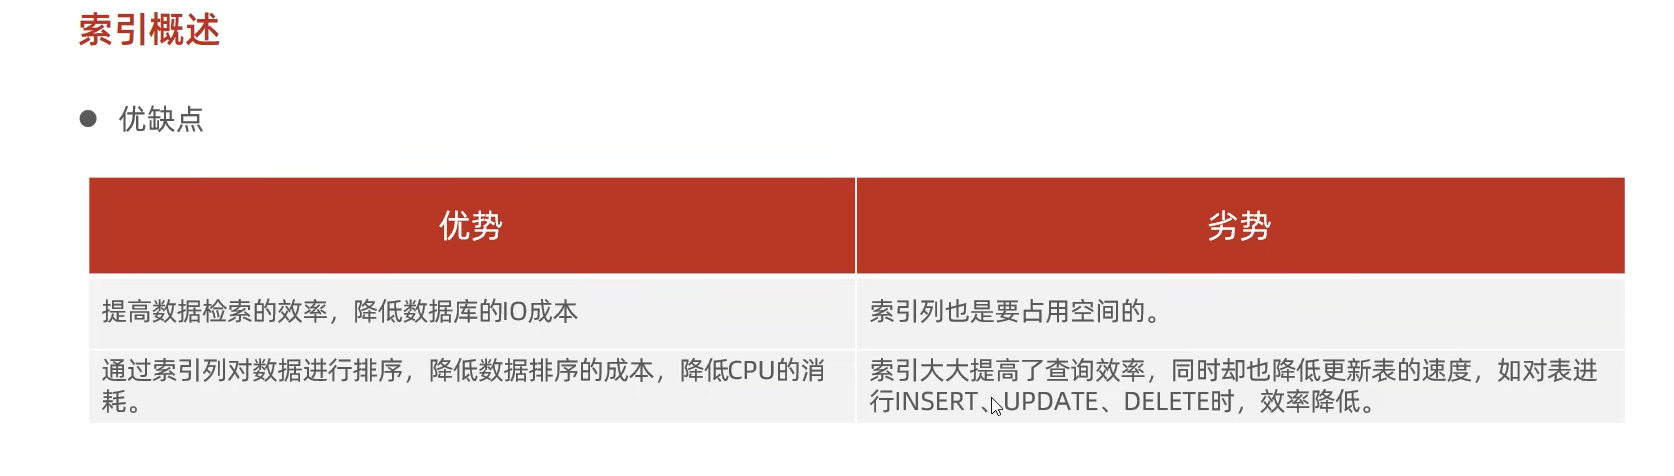 索引概述
优缺点
优势
劣势
提高数据检索的效率，降低数据库的IO成本
索引列也是要占用空间的。
通过索引列对数据进行排序，降低数据排序的成本，降低CPU的消
耗。
索引大大提高了查询效率，同时却也降低更新表的速度，如对表进
行INSERT、UPDATE、DELETE时，效率降低。